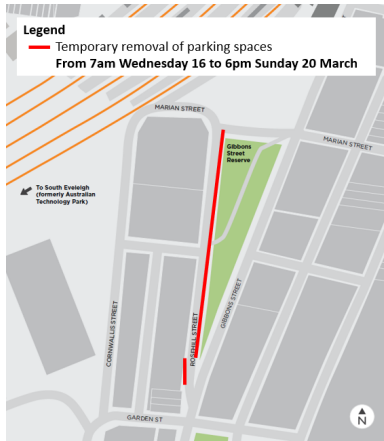 Legend
Temporary removal of parking spaces
From 7am Wednesday 16 to 6pm Sunday 20 March
MARIAN STREET
Gibbons
Street
Reserve
MARIAN STREET
To South Eveleigh
(formerly Australian
Technology Park)
CORNWALLIS STREET
ROSEHILL STREET
GIBBONS STREET
GARDEN ST
N